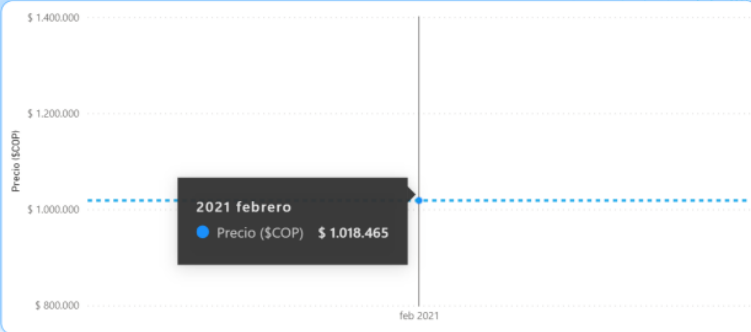 $ 1.400.000
$ 1.200.000
Precio ($COP)
2021 febrero
Precio ($COP) $ 1.018.465
$ 1.000.000
$ 800.000
feb 2021